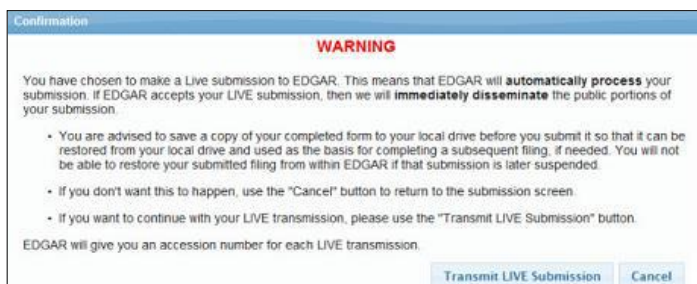 Confirmation
WARNING
You have chosen to make a Live submission to EDGAR. This means that EDGAR will automatically process your
submission. If EDGAR accepts your LIVE submission, then we will immediately disseminate the public portions of
your submission.
• You are advised to save a copy of your completed form to your local drive before you submit it so that it can be
restored from your local drive and used as the basis for completing a subsequent filing, if needed. You will not
be able to restore your submitted filing from within EDGAR if that submission is later suspended.
• If you don't want this to happen, use the "Cancel" button to return to the submission screen.
• If you want to continue with your LIVE transmission, please use the "Transmit LIVE Submission" button.
EDGAR will give you an accession number for each LIVE transmission.
Transmit LIVE Submission Cancel